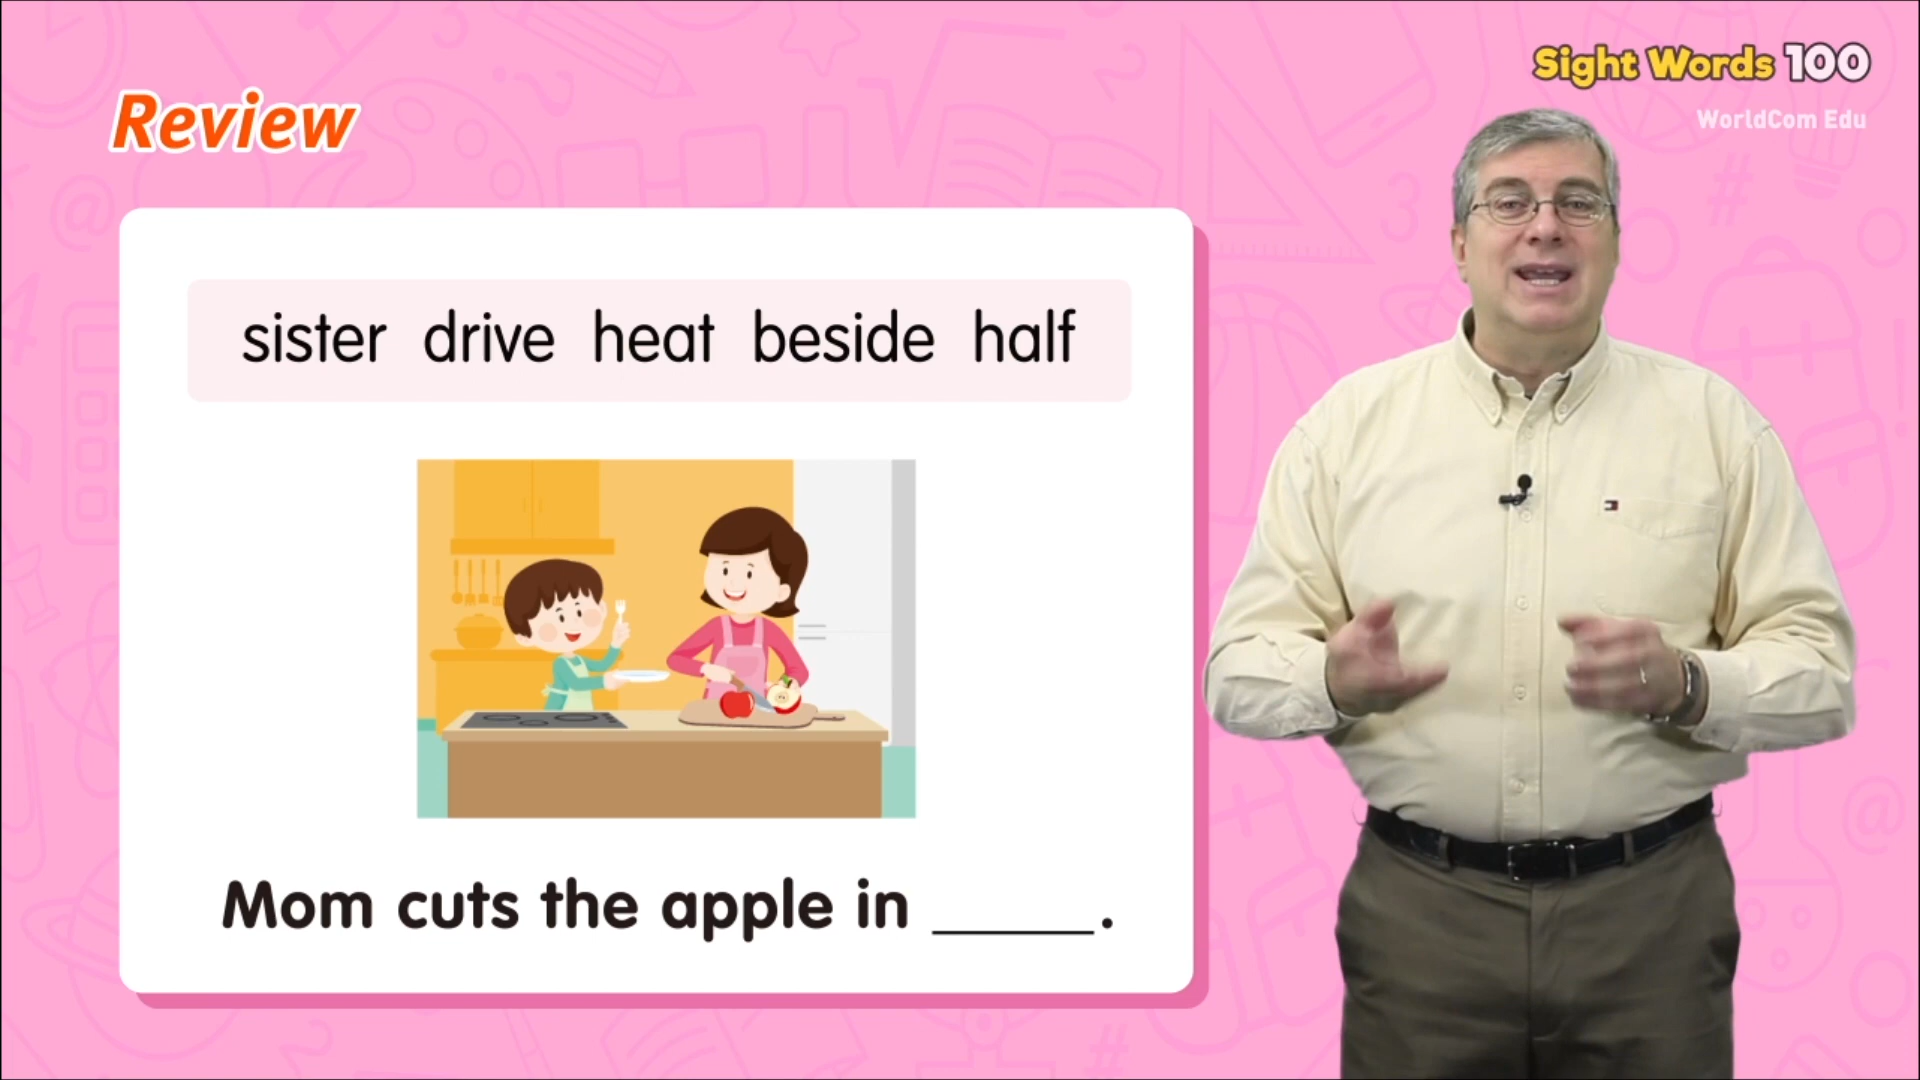 Sight Words 100
WorldCom Edu
Review
sister drive heat beside half
Mom cuts the apple in _____.